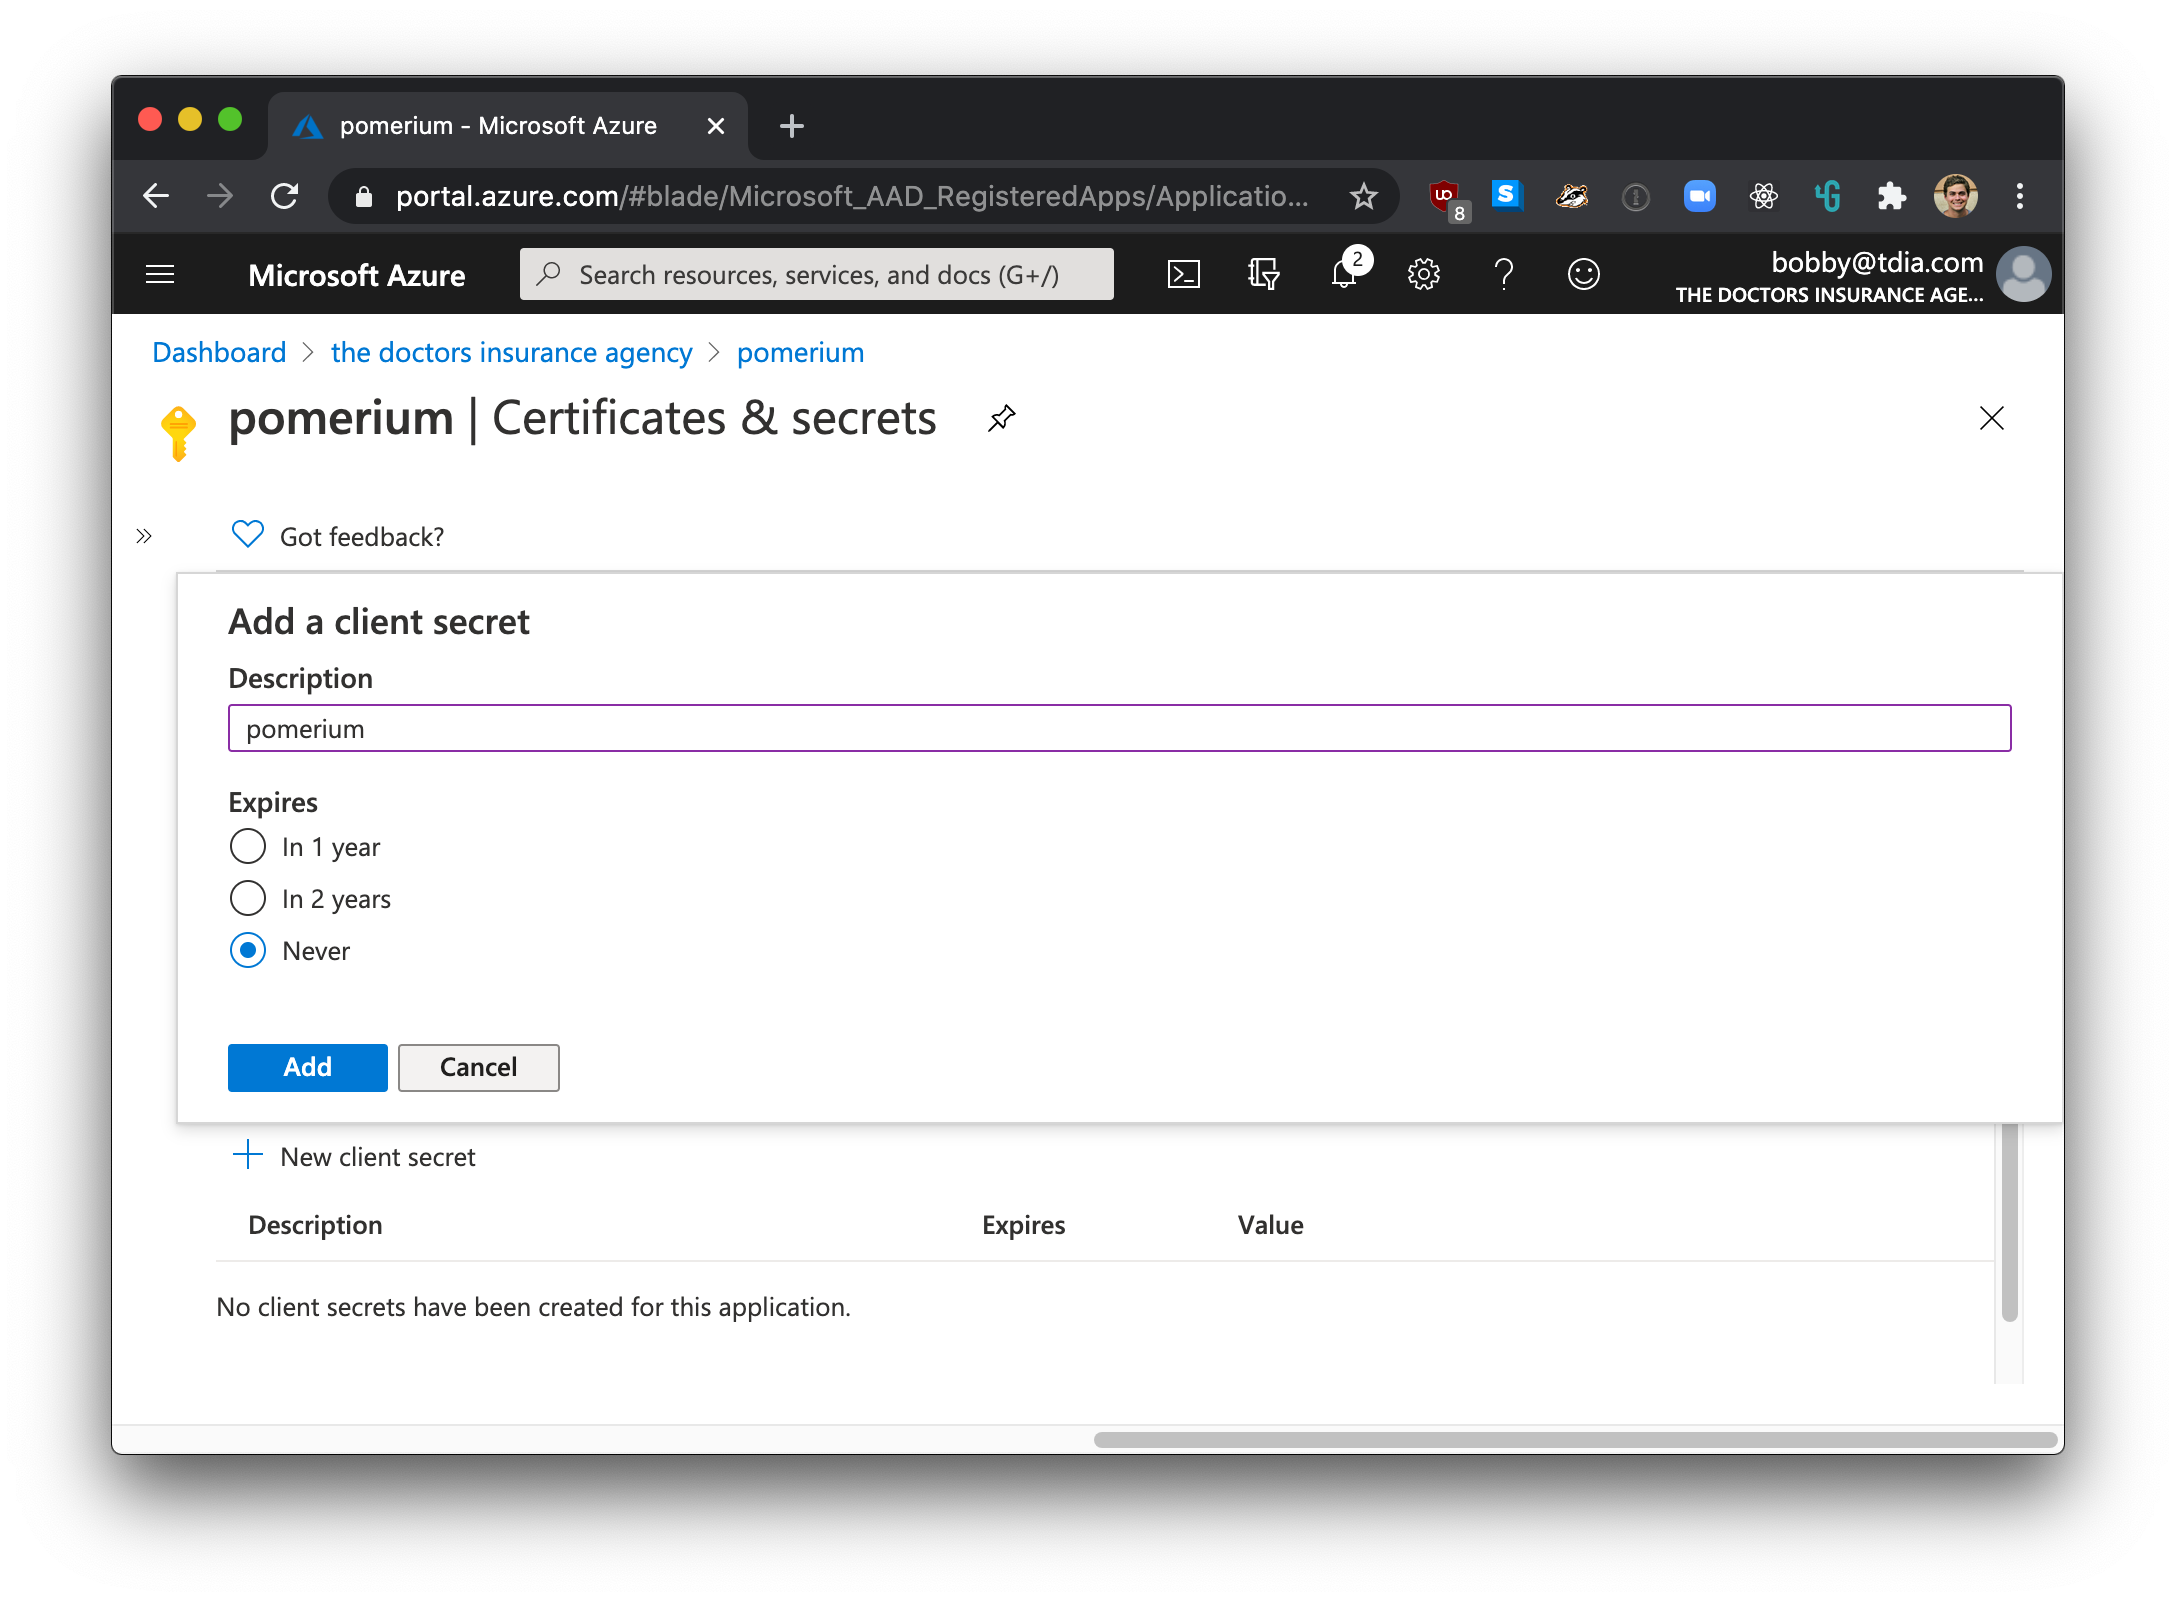 pomerium - Microsoft Azure
portal.azure.com/#blade/Microsoft_AAD_RegisteredApps/Applicatio...
8
S
Microsoft Azure
Search resources, services, and docs (G+/)
2
bobby@tdia.com
THE DOCTORS INSURANCE AGE...
Dashboard > the doctors insurance agency > pomerium
pomerium | Certificates & secrets
Got feedback?
Add a client secret
Description
pomerium
Expires
In 1 year
In 2 years
Never
Add Cancel
New client secret
Description Expires Value
No client secrets have been created for this application.